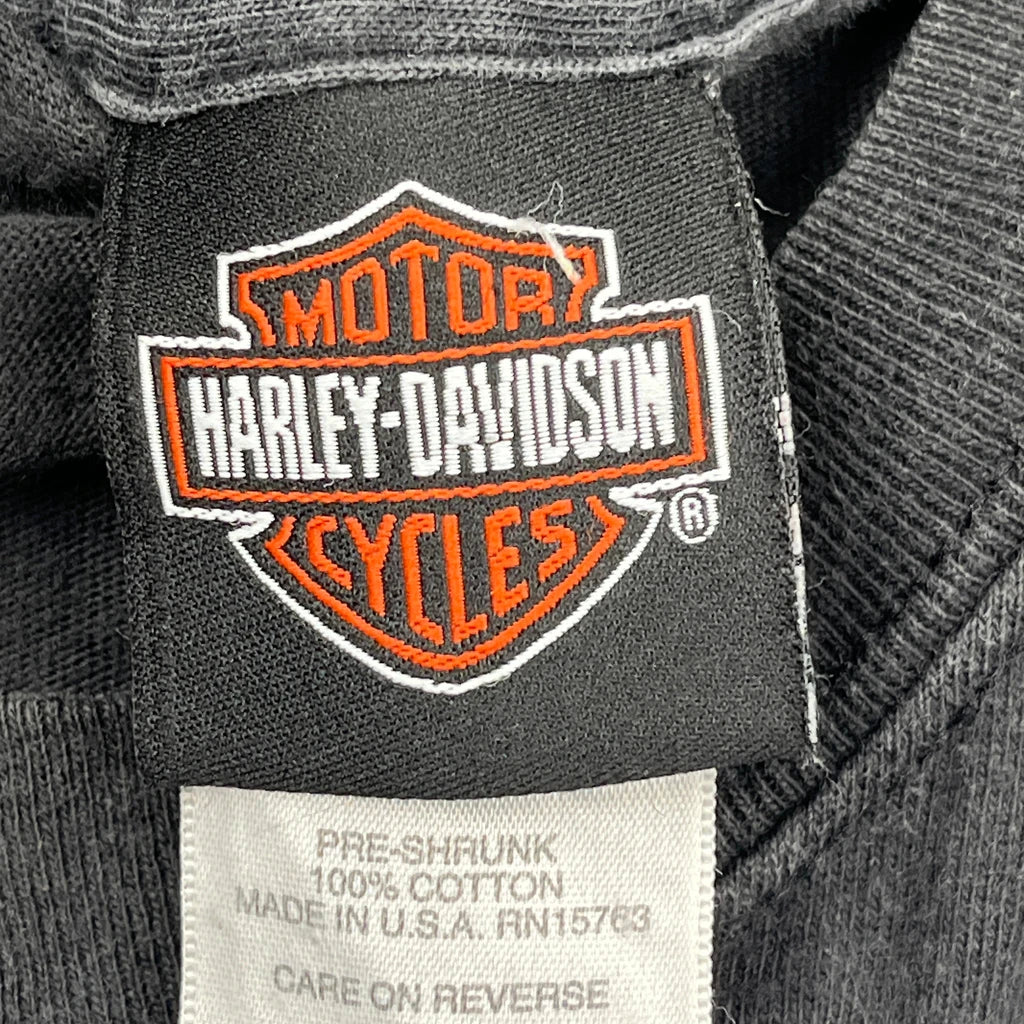 MOTOR
HARLEY-DAVIDSON
CYCLES
®
PRE-SHRUNK
100% COTTON
MADE IN U.S.A. RN15763
CARE ON REVERSE